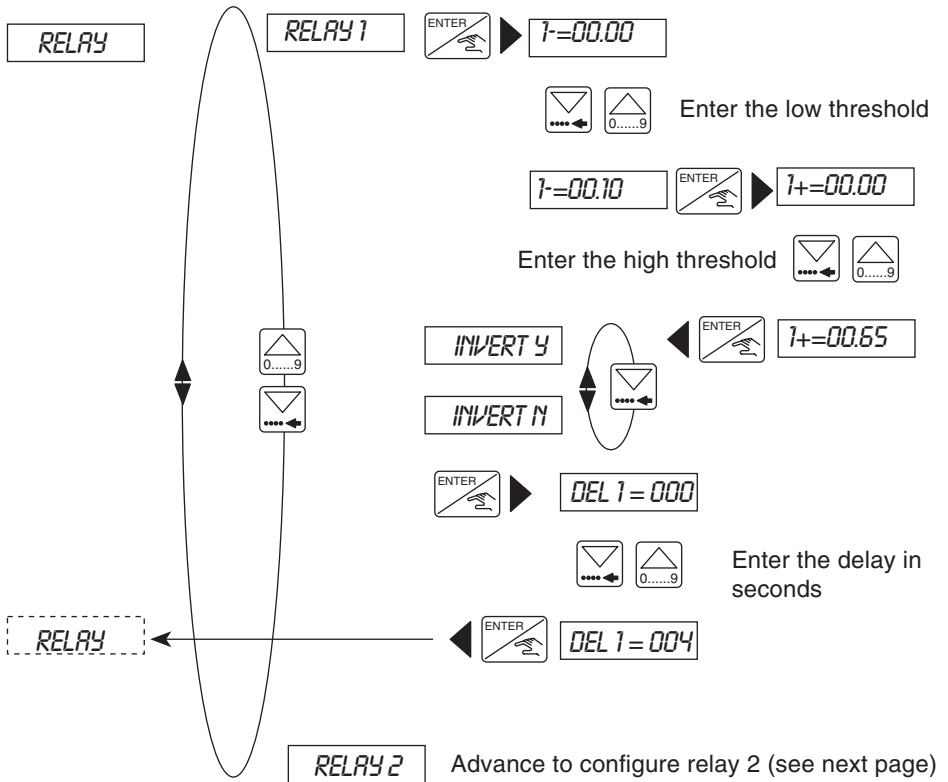 RELAY
RELAY 1
ENTER
1-=00.00
0......9
Enter the low threshold
1-=00.10
ENTER
1+=00.00
Enter the high threshold
0......9
INVERT Y
ENTER
1+=00.65
0......9
INVERT N
ENTER
DEL 1 = 000
0......9
Enter the delay in
seconds
RELAY
ENTER
DEL 1 = 004
RELAY 2
Advance to configure relay 2 (see next page)